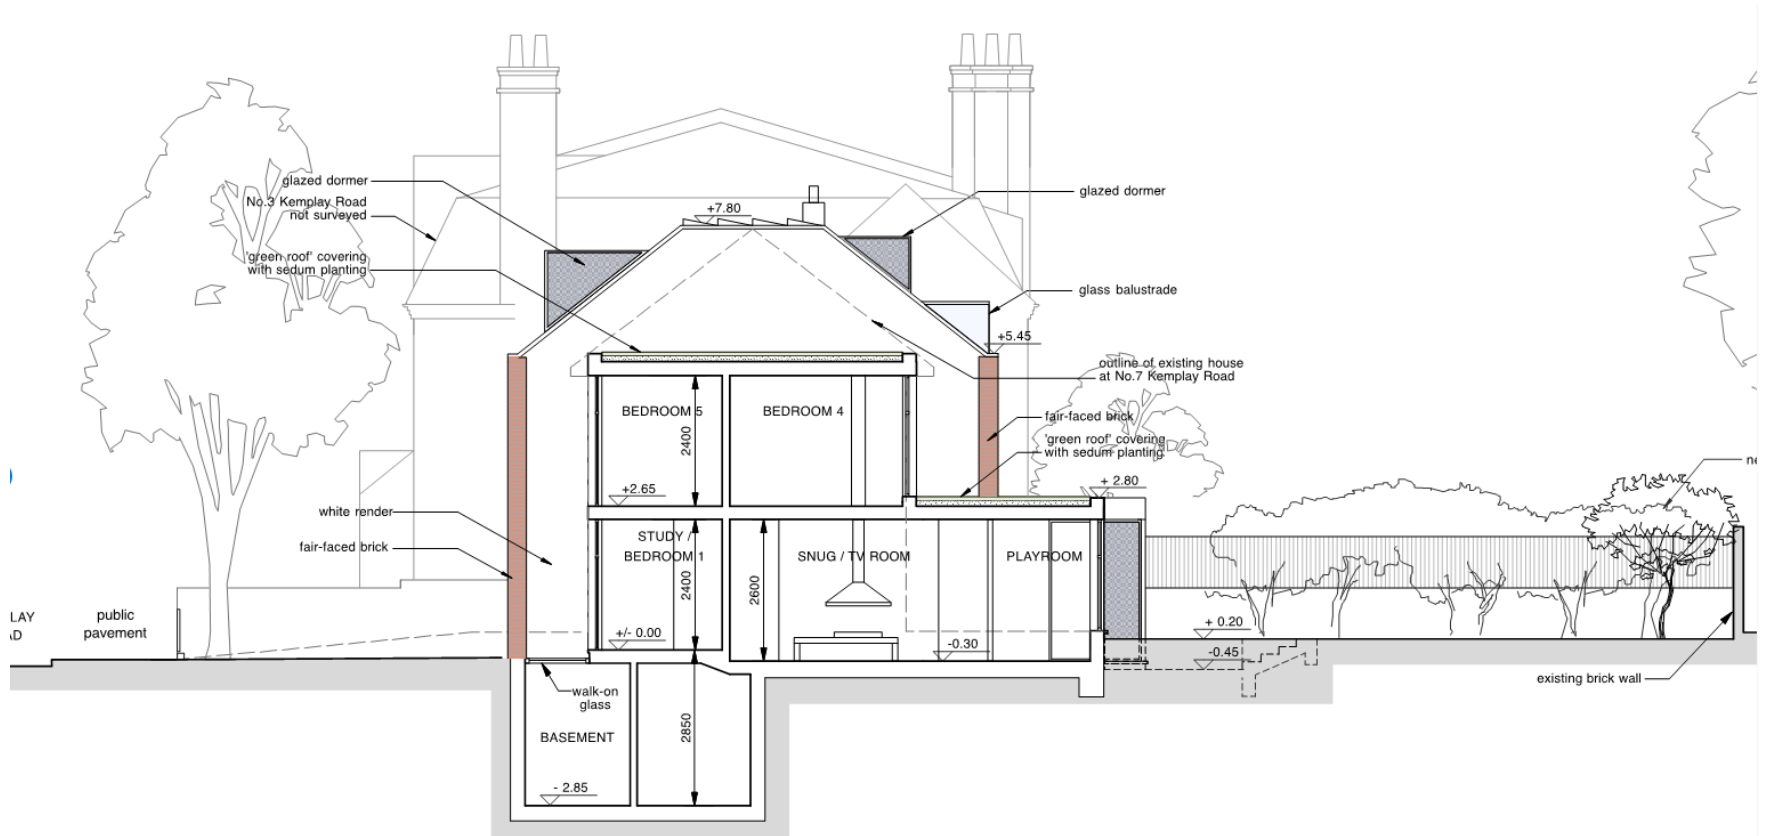 +7.80
glazed dormer
glazed dormer
No.3 Kemplay Road
not surveyed
'green roof' covering
with sedum planting
glass balustrade
+5.45
outline of existing house
at No.7 Kemplay Road
BEDROOM 5
BEDROOM 4
2400
fair-faced brick
'green roof' covering
with sedum planting
+2.65
+ 2.80
ne
white render
fair-faced brick
STUDY /
BEDROOM 1
SNUG / TV ROOM
PLAYROOM
2400
2600
LAY
AD
public
pavement
+/- 0.00
-0.30
+ 0.20
-0.45
existing brick wall
walk-on
glass
BASEMENT
2850
- 2.85